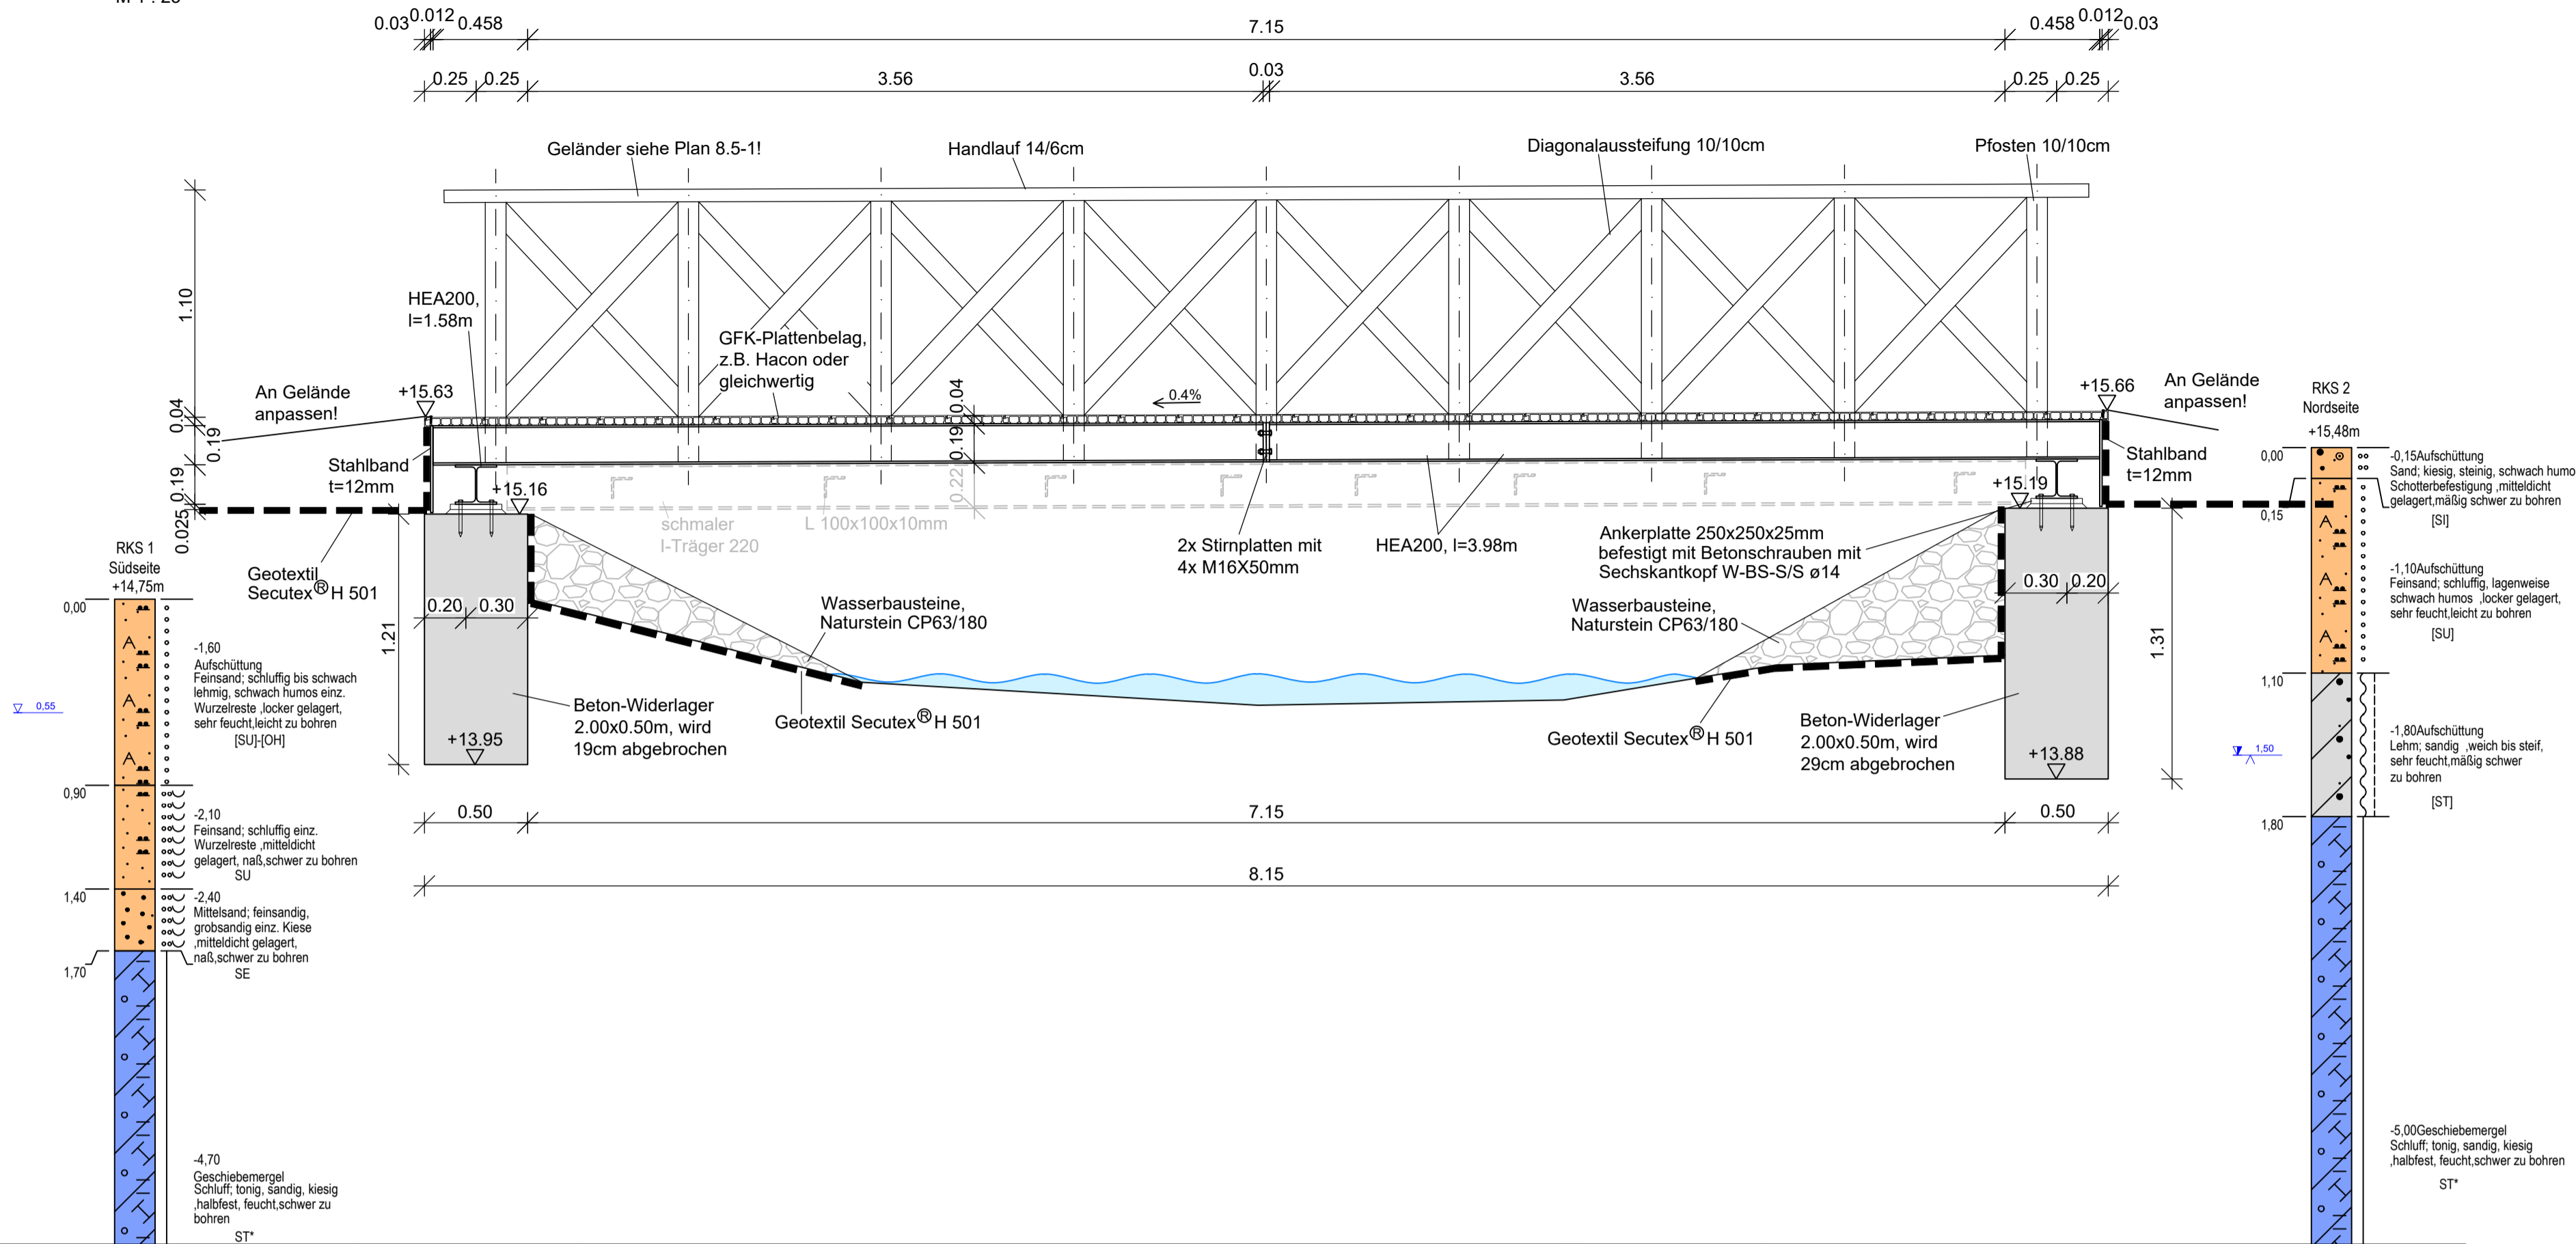 0.03
0.012
0.458
7.15
0.458
0.012
0.03
0.25
0.25
3.56
0.03
3.56
0.25
0.25
Geländer siehe Plan 8.5-1!
Handlauf 14/6cm
Diagonalaussteifung 10/10cm
Pfosten 10/10cm
1.10
0.04
0.19
0.19
0.025
HEA200,
l=1.58m
GFK-Plattenbelag,
z.B. Hacon oder
gleichwertig
0.04
0.19
0.22
0.4%
An Gelände
anpassen!
+15.63
+15.66
An Gelände
anpassen!
Stahlband
t=12mm
Stahlband
t=12mm
+15.16
+15.19
schmaler
I-Träger 220
L 100x100x10mm
2x Stirnplatten mit
4x M16X50mm
HEA200, l=3.98m
Ankerplatte 250x250x25mm
befestigt mit Betonschrauben mit
Sechskantkopf W-BS-S/S ø14
Geotextil
Secutex® H 501
0.20
0.30
0.30
0.20
1.21
1.31
Wasserbausteine,
Naturstein CP63/180
Wasserbausteine,
Naturstein CP63/180
Beton-Widerlager
2.00x0.50m, wird
19cm abgebrochen
Geotextil Secutex® H 501
Geotextil Secutex® H 501
Beton-Widerlager
2.00x0.50m, wird
29cm abgebrochen
+13.95
+13.88
0.50
7.15
0.50
8.15
RKS 1
Südseite
+14,75m
0,00
-1,60
Aufschüttung
Feinsand; schluffig bis schwach
lehmig, schwach humos einz.
Wurzelreste ,locker gelagert,
sehr feucht,leicht zu bohren
[SU]-[OH]
0,55
0,90
-2,10
Feinsand; schluffig einz.
Wurzelreste ,mitteldicht
gelagert, naß,schwer zu bohren
SU
1,40
-2,40
Mittelsand; feinsandig,
grobsandig einz. Kiese
,mitteldicht gelagert,
naß,schwer zu bohren
SE
1,70
-4,70
Geschiebemergel
Schluff; tonig, sandig, kiesig
,halbfest, feucht,schwer zu
bohren
ST*
RKS 2
Nordseite
+15,48m
0,00
-0,15Aufschüttung
Sand; kiesig, steinig, schwach humo
Schotterbefestigung ,mitteldicht
gelagert,mäßig schwer zu bohren
[SI]
0,15
-1,10Aufschüttung
Feinsand; schluffig, lagenweise
schwach humos ,locker gelagert,
sehr feucht,leicht zu bohren
[SU]
1,10
-1,80Aufschüttung
Lehm; sandig ,weich bis steif,
sehr feucht,mäßig schwer
zu bohren
[ST]
1,50
1,80
-5,00Geschiebemergel
Schluff; tonig, sandig, kiesig
,halbfest, feucht,schwer zu bohren
ST*